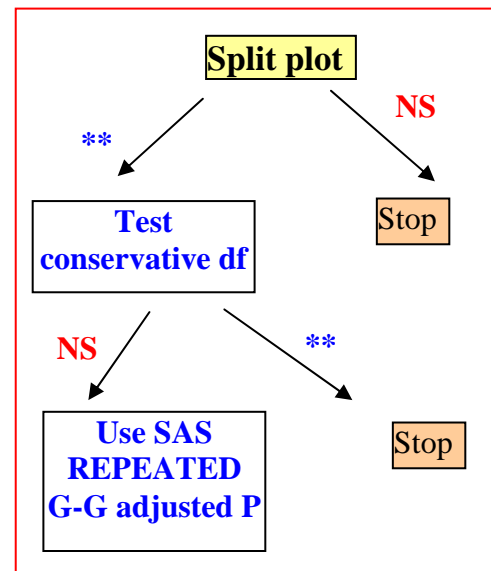 Split plot
NS
**
Test
conservative df
Stop
NS
**
Use SAS
REPEATED
G-G adjusted P
Stop